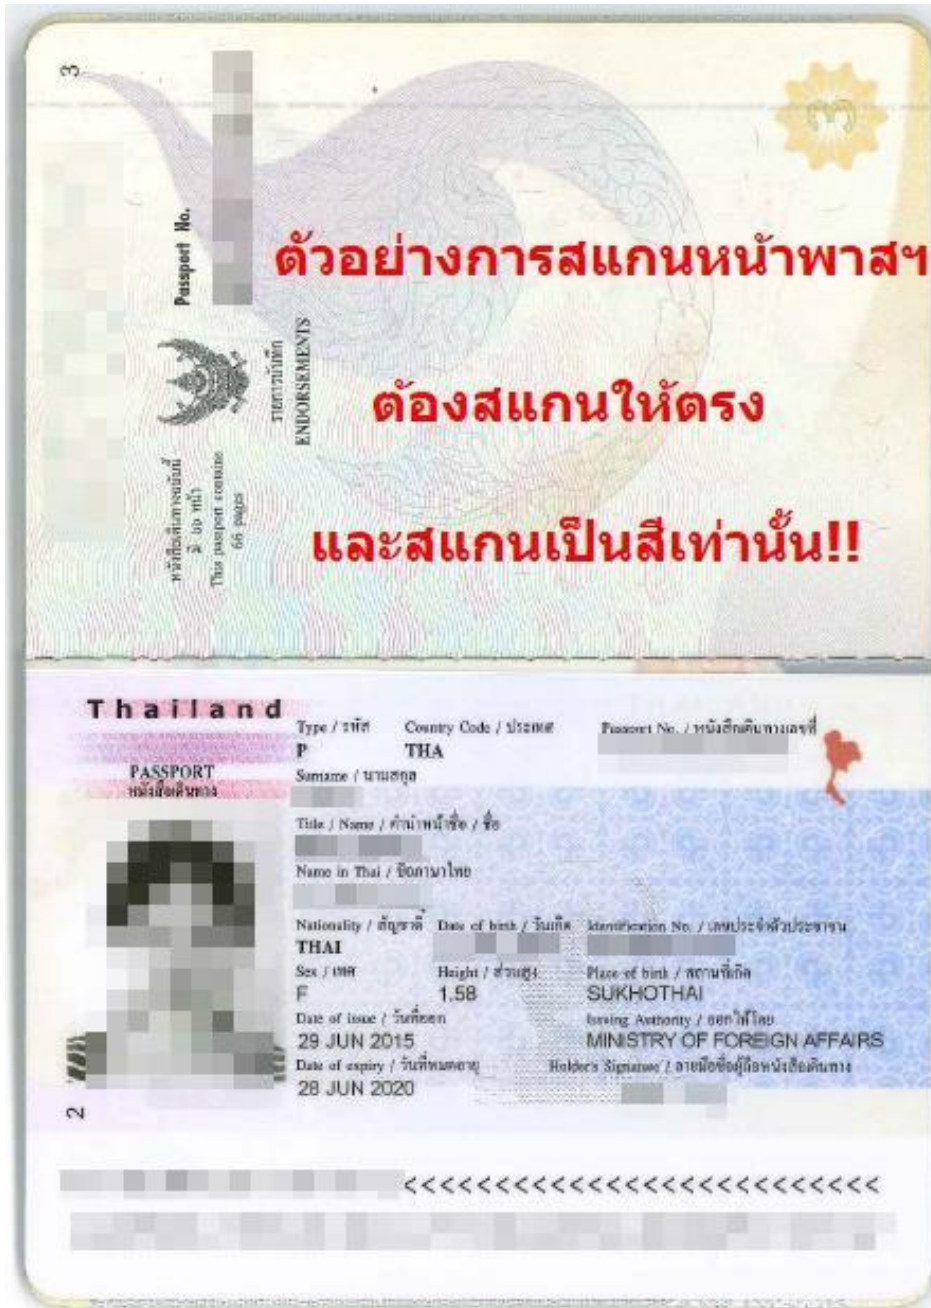 3
3
Passport No.
ตัวอย่างการสแกนหน้าพาสฯ
รายการบันทึก
ENDORSEMENTS
ต้องสแกนให้ตรง
หนังสือเดินทางฉบับนี้
มี ๖๖ หน้า
This passport contains
66 pages
และสแกนเป็นสีเท่านั้น!!
Thailand
PASSPORT
หนังสือเดินทาง
Type / รหัส Country Code / ประเทศ Passport No. / หนังสือเดินทางเลขที่
P THA
Surname / นามสกุล
Title / Name / คำนำหน้าชื่อ / ชื่อ
Name in Thai / ชื่อภาษาไทย
Nationality / สัญชาติ Date of birth / วันเกิด Identification No. / เลขประจำตัวประชาชน
THAI
Sex / เพศ Height / ส่วนสูง Place of birth / สถานที่เกิด
F 1.58 SUKHOTHAI
Date of issue / วันที่ออก Issuing Authority / ออกให้โดย
29 JUN 2015 MINISTRY OF FOREIGN AFFAIRS
Date of expiry / วันที่หมดอายุ Holder's Signature / ลายมือชื่อผู้ถือหนังสือเดินทาง
28 JUN 2020
2
<<<<<<<<<<<<<<<<<<<<<<<<<<